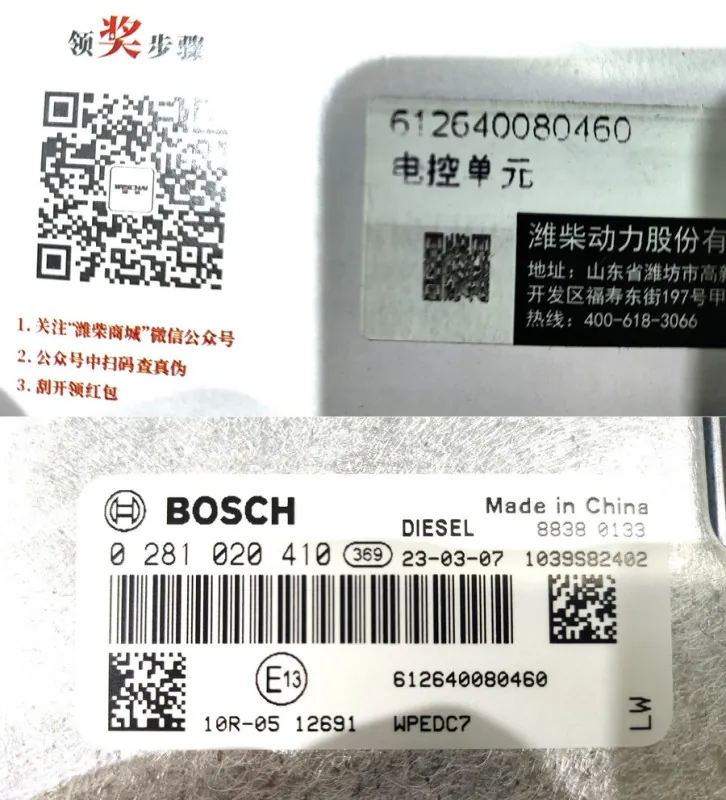 领奖步骤
WEICHAI
1.关注“潍柴商城”微信公众号
2.公众号中扫码查真伪
3.刮开领红包
612640080460
电控单元
潍柴动力股份有
地址：山东省潍坊市高新
开发区福寿东街197号甲
热线：400-618-3066
BOSCH
Made in China
DIESEL
8838 0133
0 281 020 410 369 23-03-07 1039S82402
E13
612640080460
10R-05 12691
WPEDC7
LW